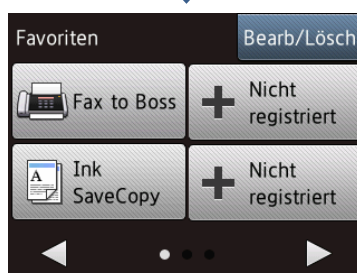 Favoriten
Bearb/Lösch
Fax to Boss
Nicht
registriert
A
Ink
SaveCopy
Nicht
registriert